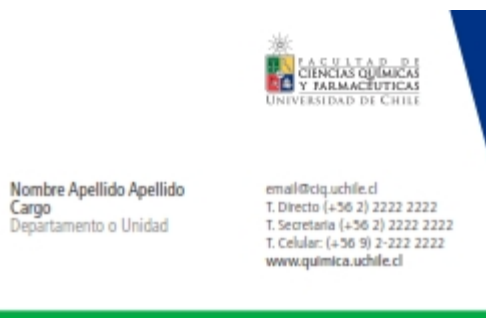 FACULTAD DE
CIENCIAS QUÍMICAS
Y FARMACÉUTICAS
UNIVERSIDAD DE CHILE
Nombre Apellido Apellido
Cargo
Departamento o Unidad
email@ciq.uchile.cl
T. Directo (+56 2) 2222 2222
T. Secretaria (+56 2) 2222 2222
T. Celular: (+56 9) 2-222 2222
www.quimica.uchile.cl